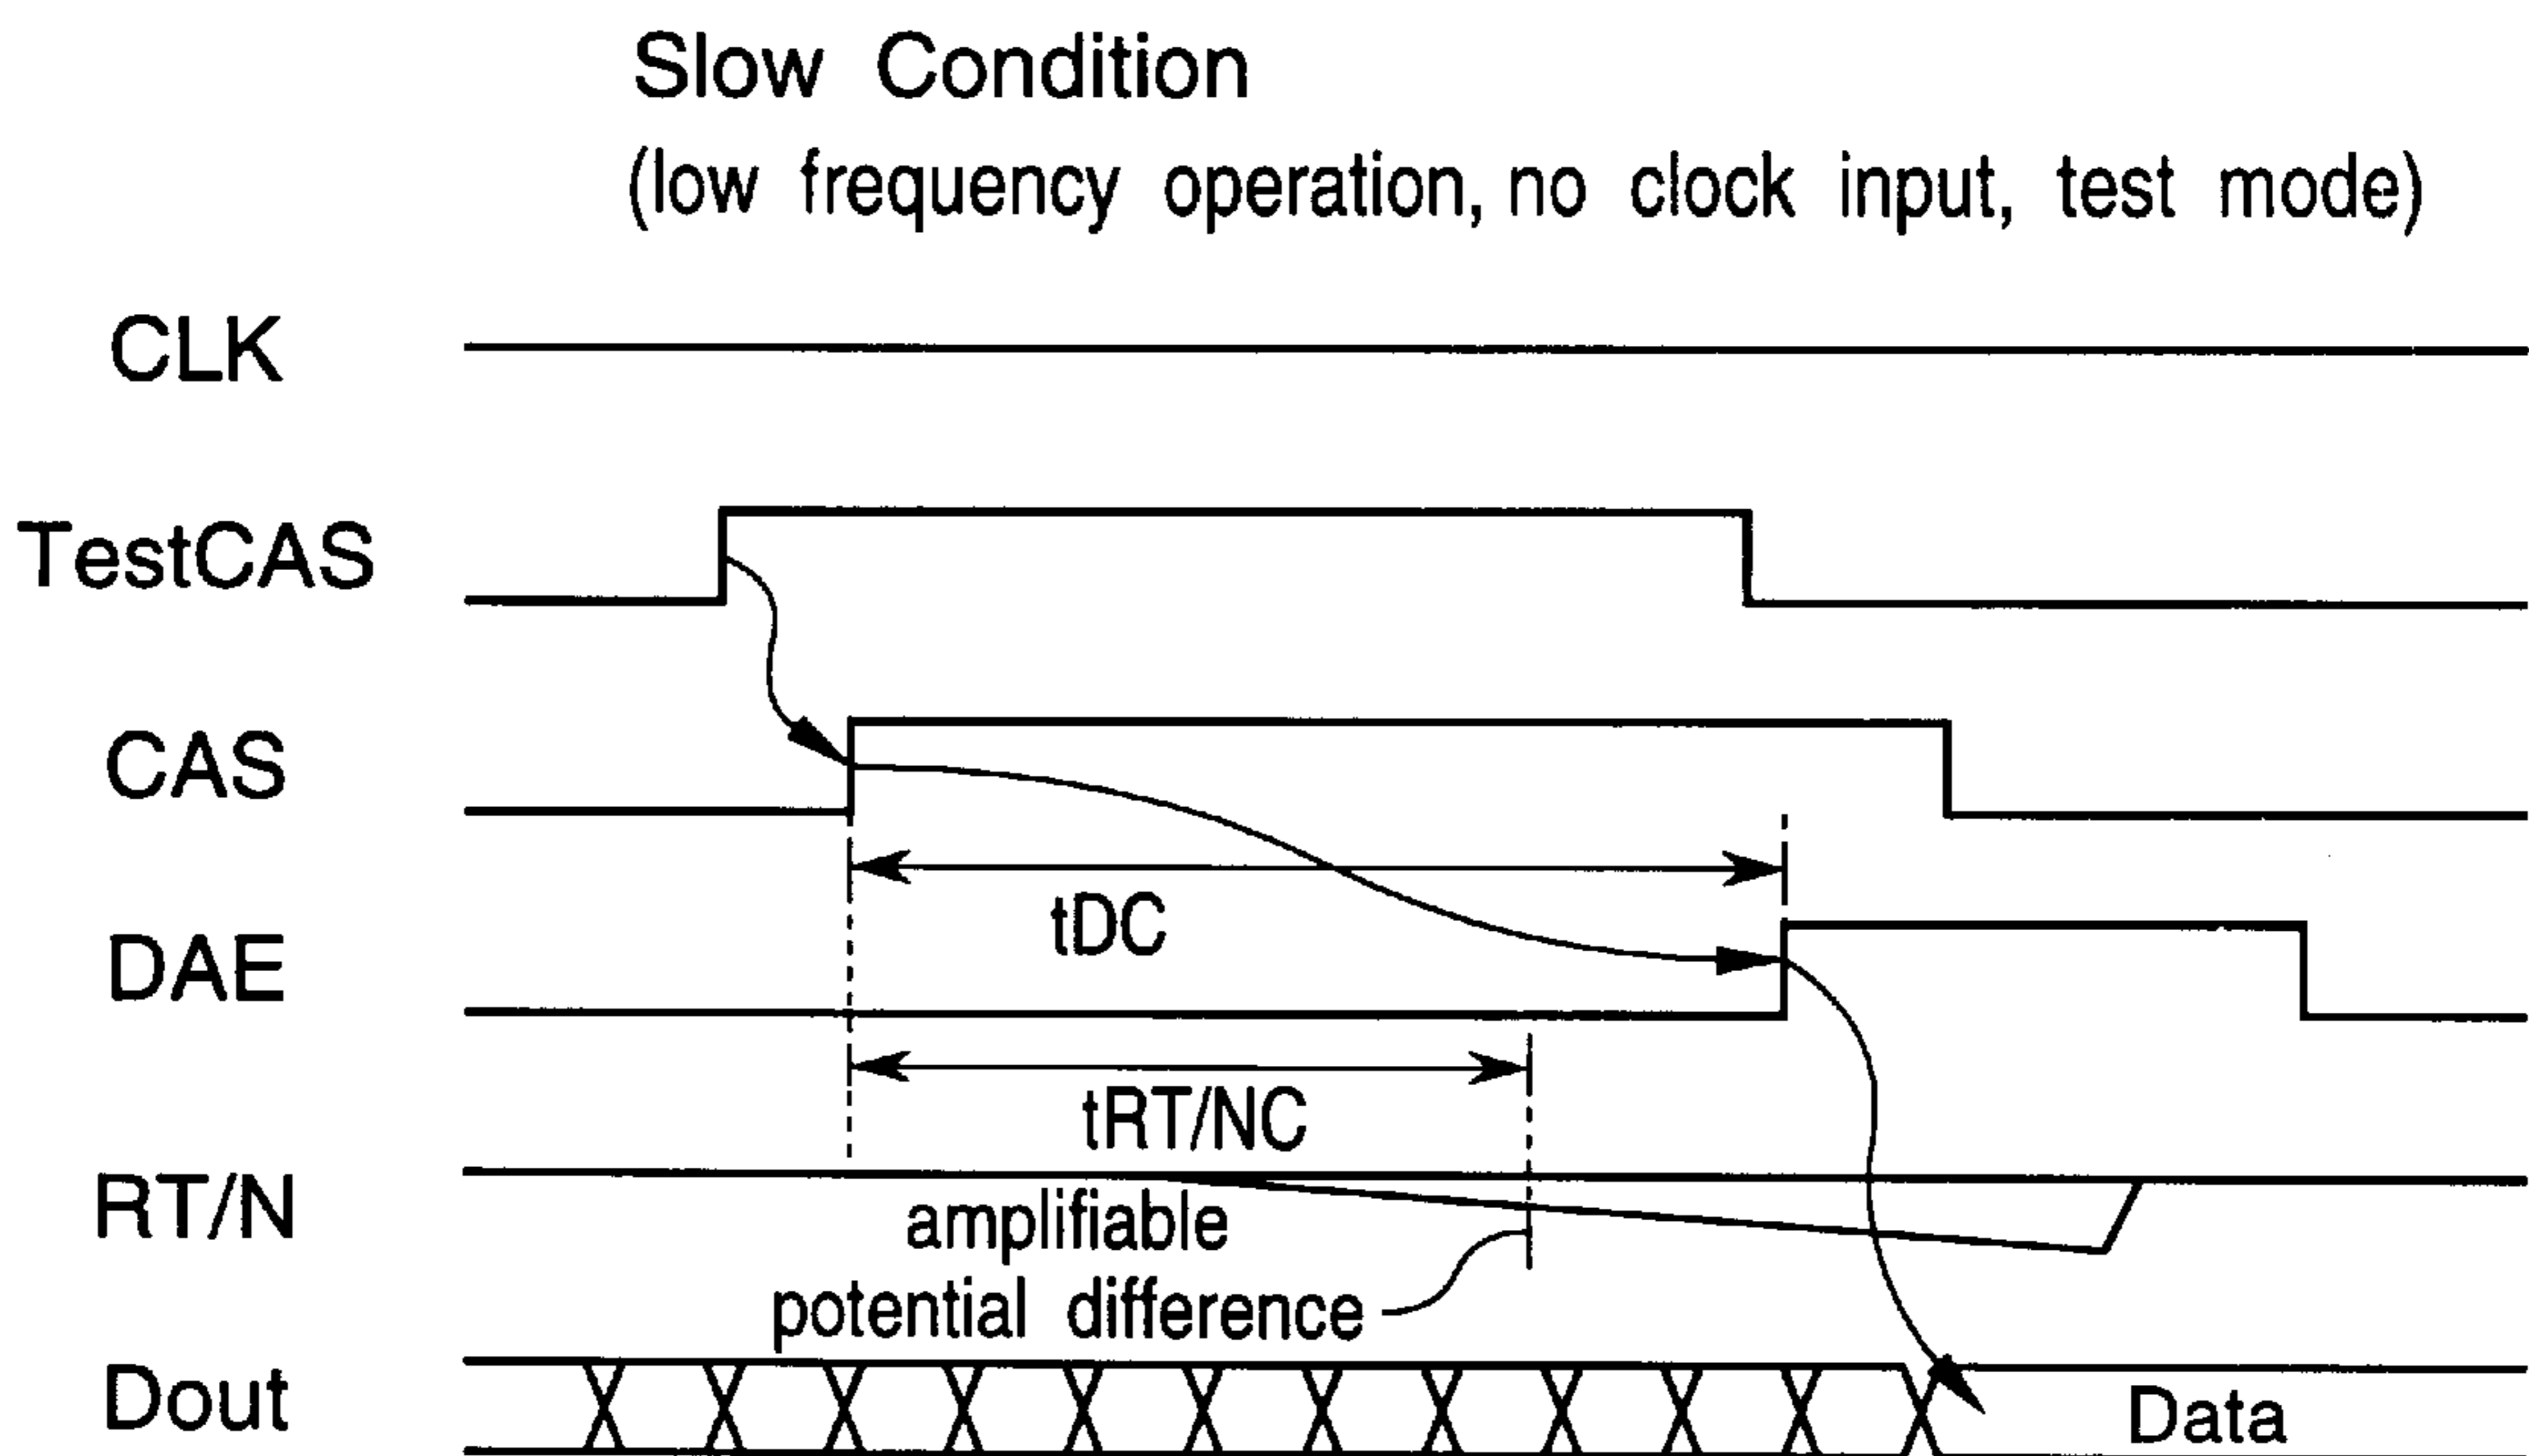 Slow Condition
(low frequency operation, no clock input, test mode)
CLK
TestCAS
CAS
tDC
DAE
tRT/NC
RT/N
amplifiable
potential difference
Dout
Data